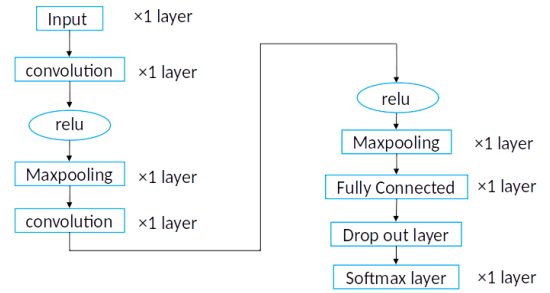 Input ×1 layer
convolution ×1 layer
relu
Maxpooling ×1 layer
convolution ×1 layer
relu
Maxpooling ×1 layer
Fully Connected ×1 layer
Drop out layer
Softmax layer ×1 layer